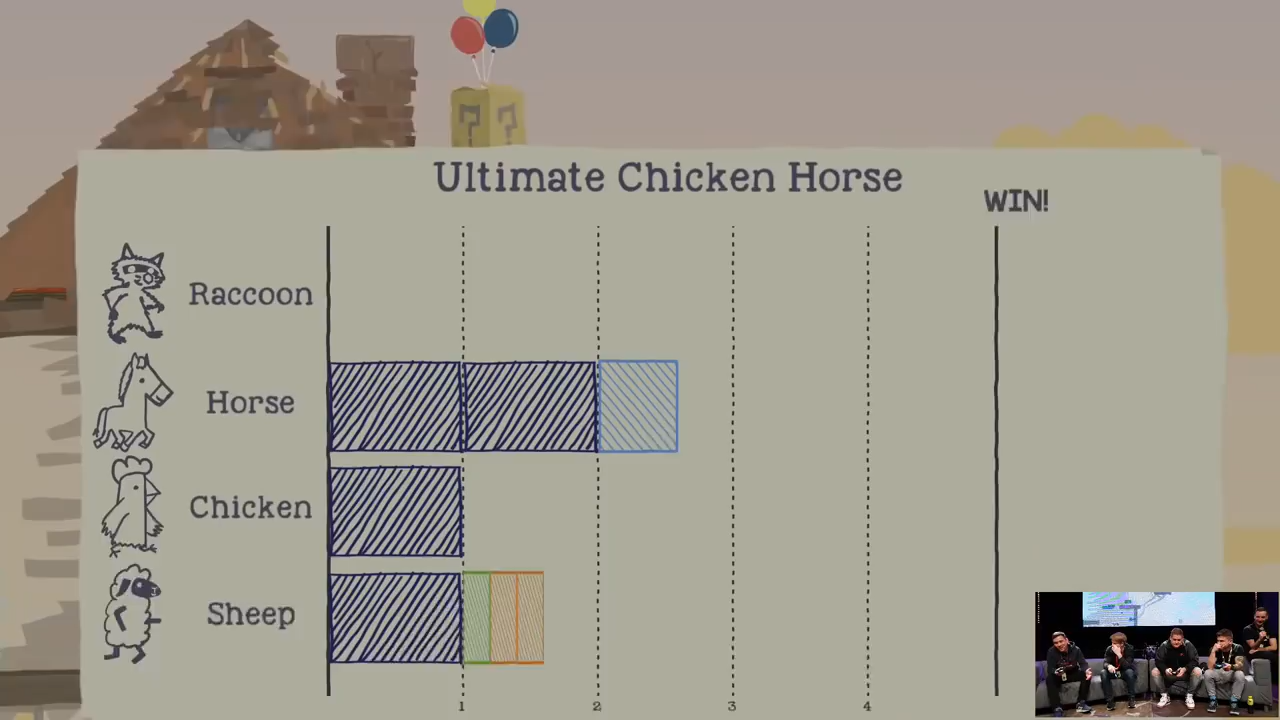 ? ?
Ultimate Chicken Horse
WIN!
Raccoon
Horse
Chicken
Sheep
1 2 3 4